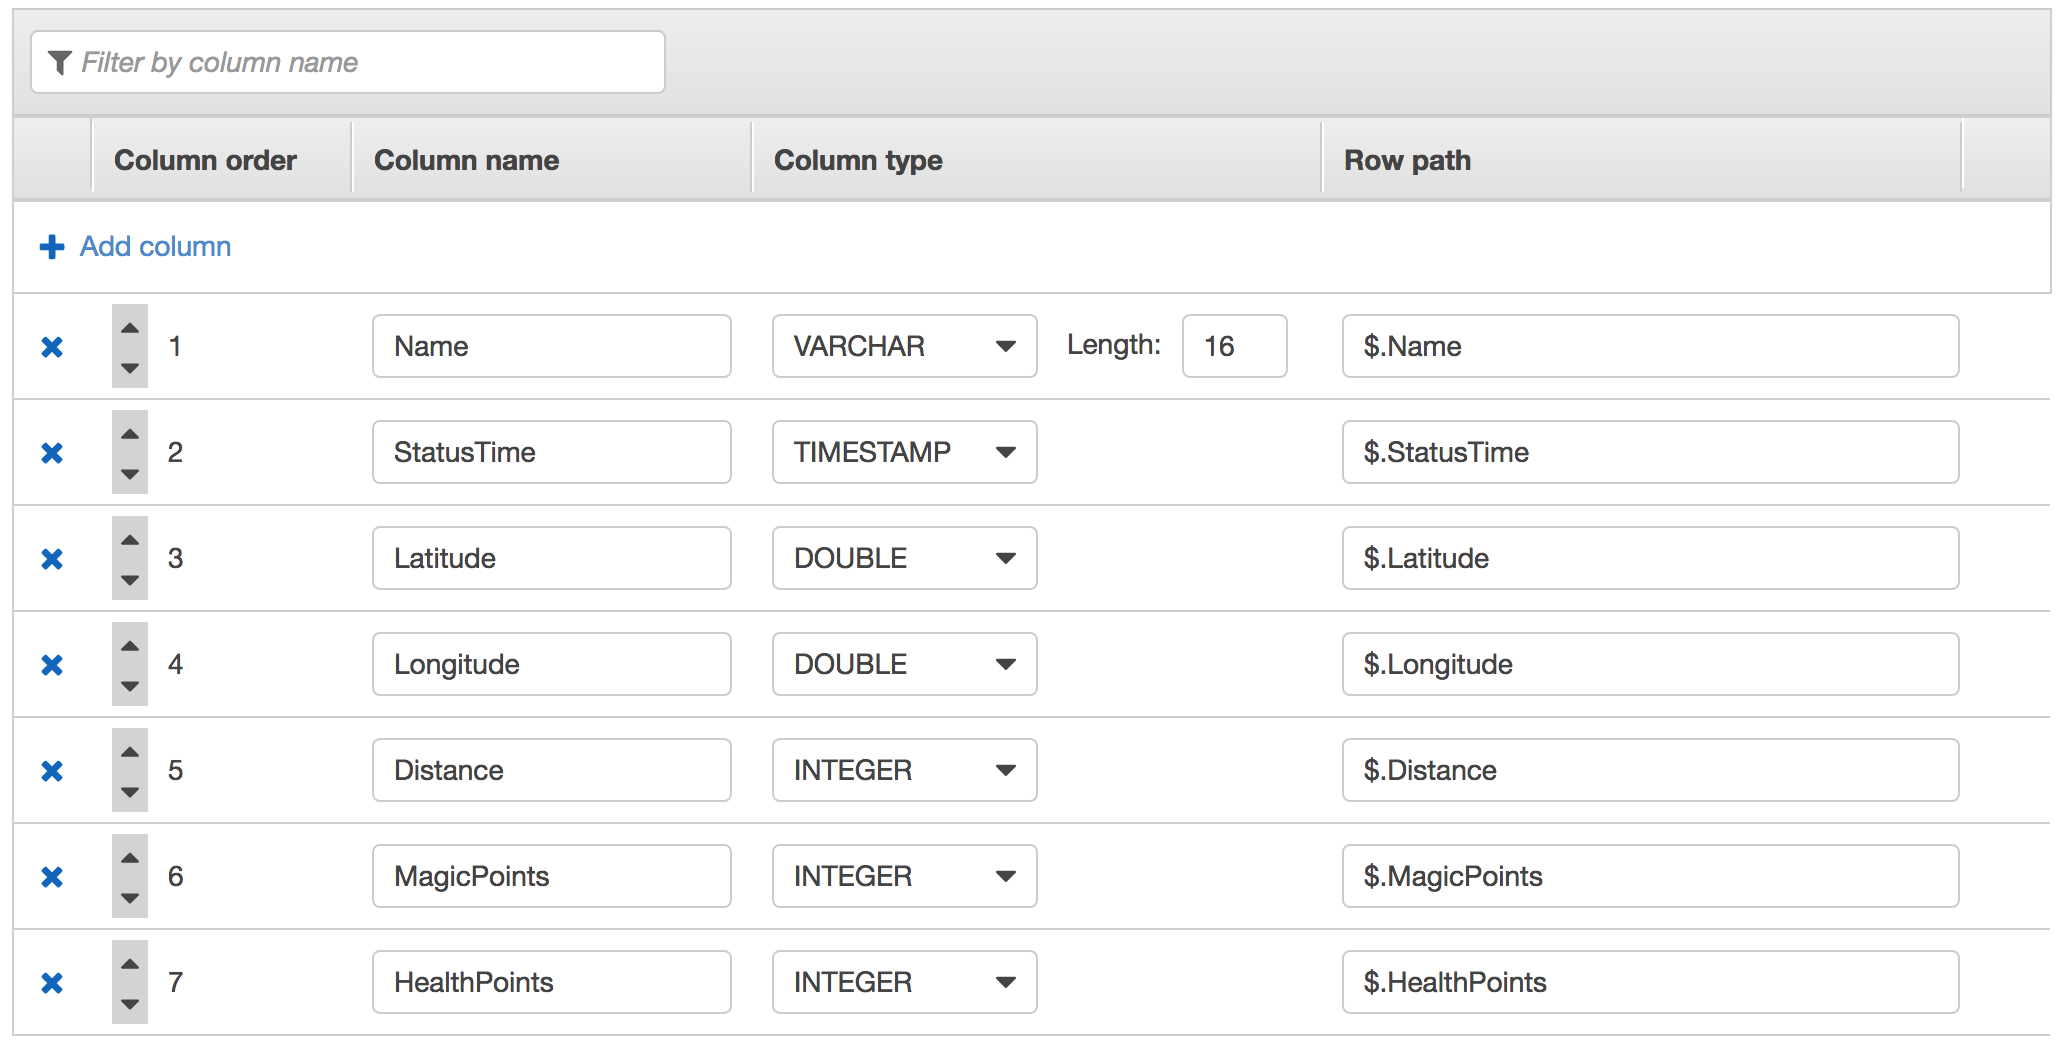 Filter by column name
Column order Column name Column type Row path
Add column
1 Name VARCHAR Length: 16 $.Name
2 StatusTime TIMESTAMP $.StatusTime
3 Latitude DOUBLE $.Latitude
4 Longitude DOUBLE $.Longitude
5 Distance INTEGER $.Distance
6 MagicPoints INTEGER $.MagicPoints
7 HealthPoints INTEGER $.HealthPoints